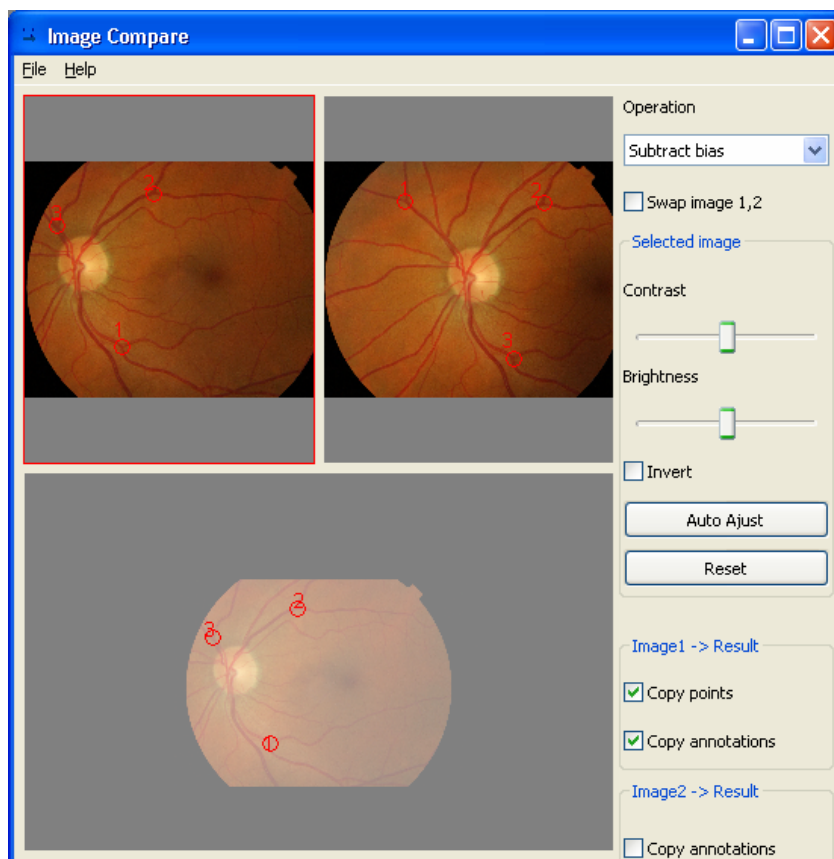 Image Compare
File Help
Operation
Subtract bias
Swap image 1,2
Selected image
Contrast
Brightness
Invert
Auto Ajust
Reset
Image1 -> Result
Copy points
Copy annotations
Image2 -> Result
Copy annotations
2
3
1
1
2
3
2
3
1